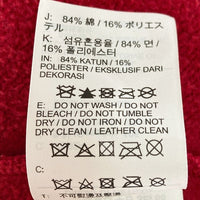 J: 84% 綿 / 16% ポリエス
テル
K: 섬유혼용율 / 84% 면 /
16% 폴리에스터
IN: 84% KATUN / 16%
POLIESTER / EKSKLUSIF DARI
DEKORASI
E: DO NOT WASH / DO NOT
BLEACH / DO NOT TUMBLE
DRY / DO NOT IRON / DO NOT
DRY CLEAN / LEATHER CLEAN
C:
T: 不可